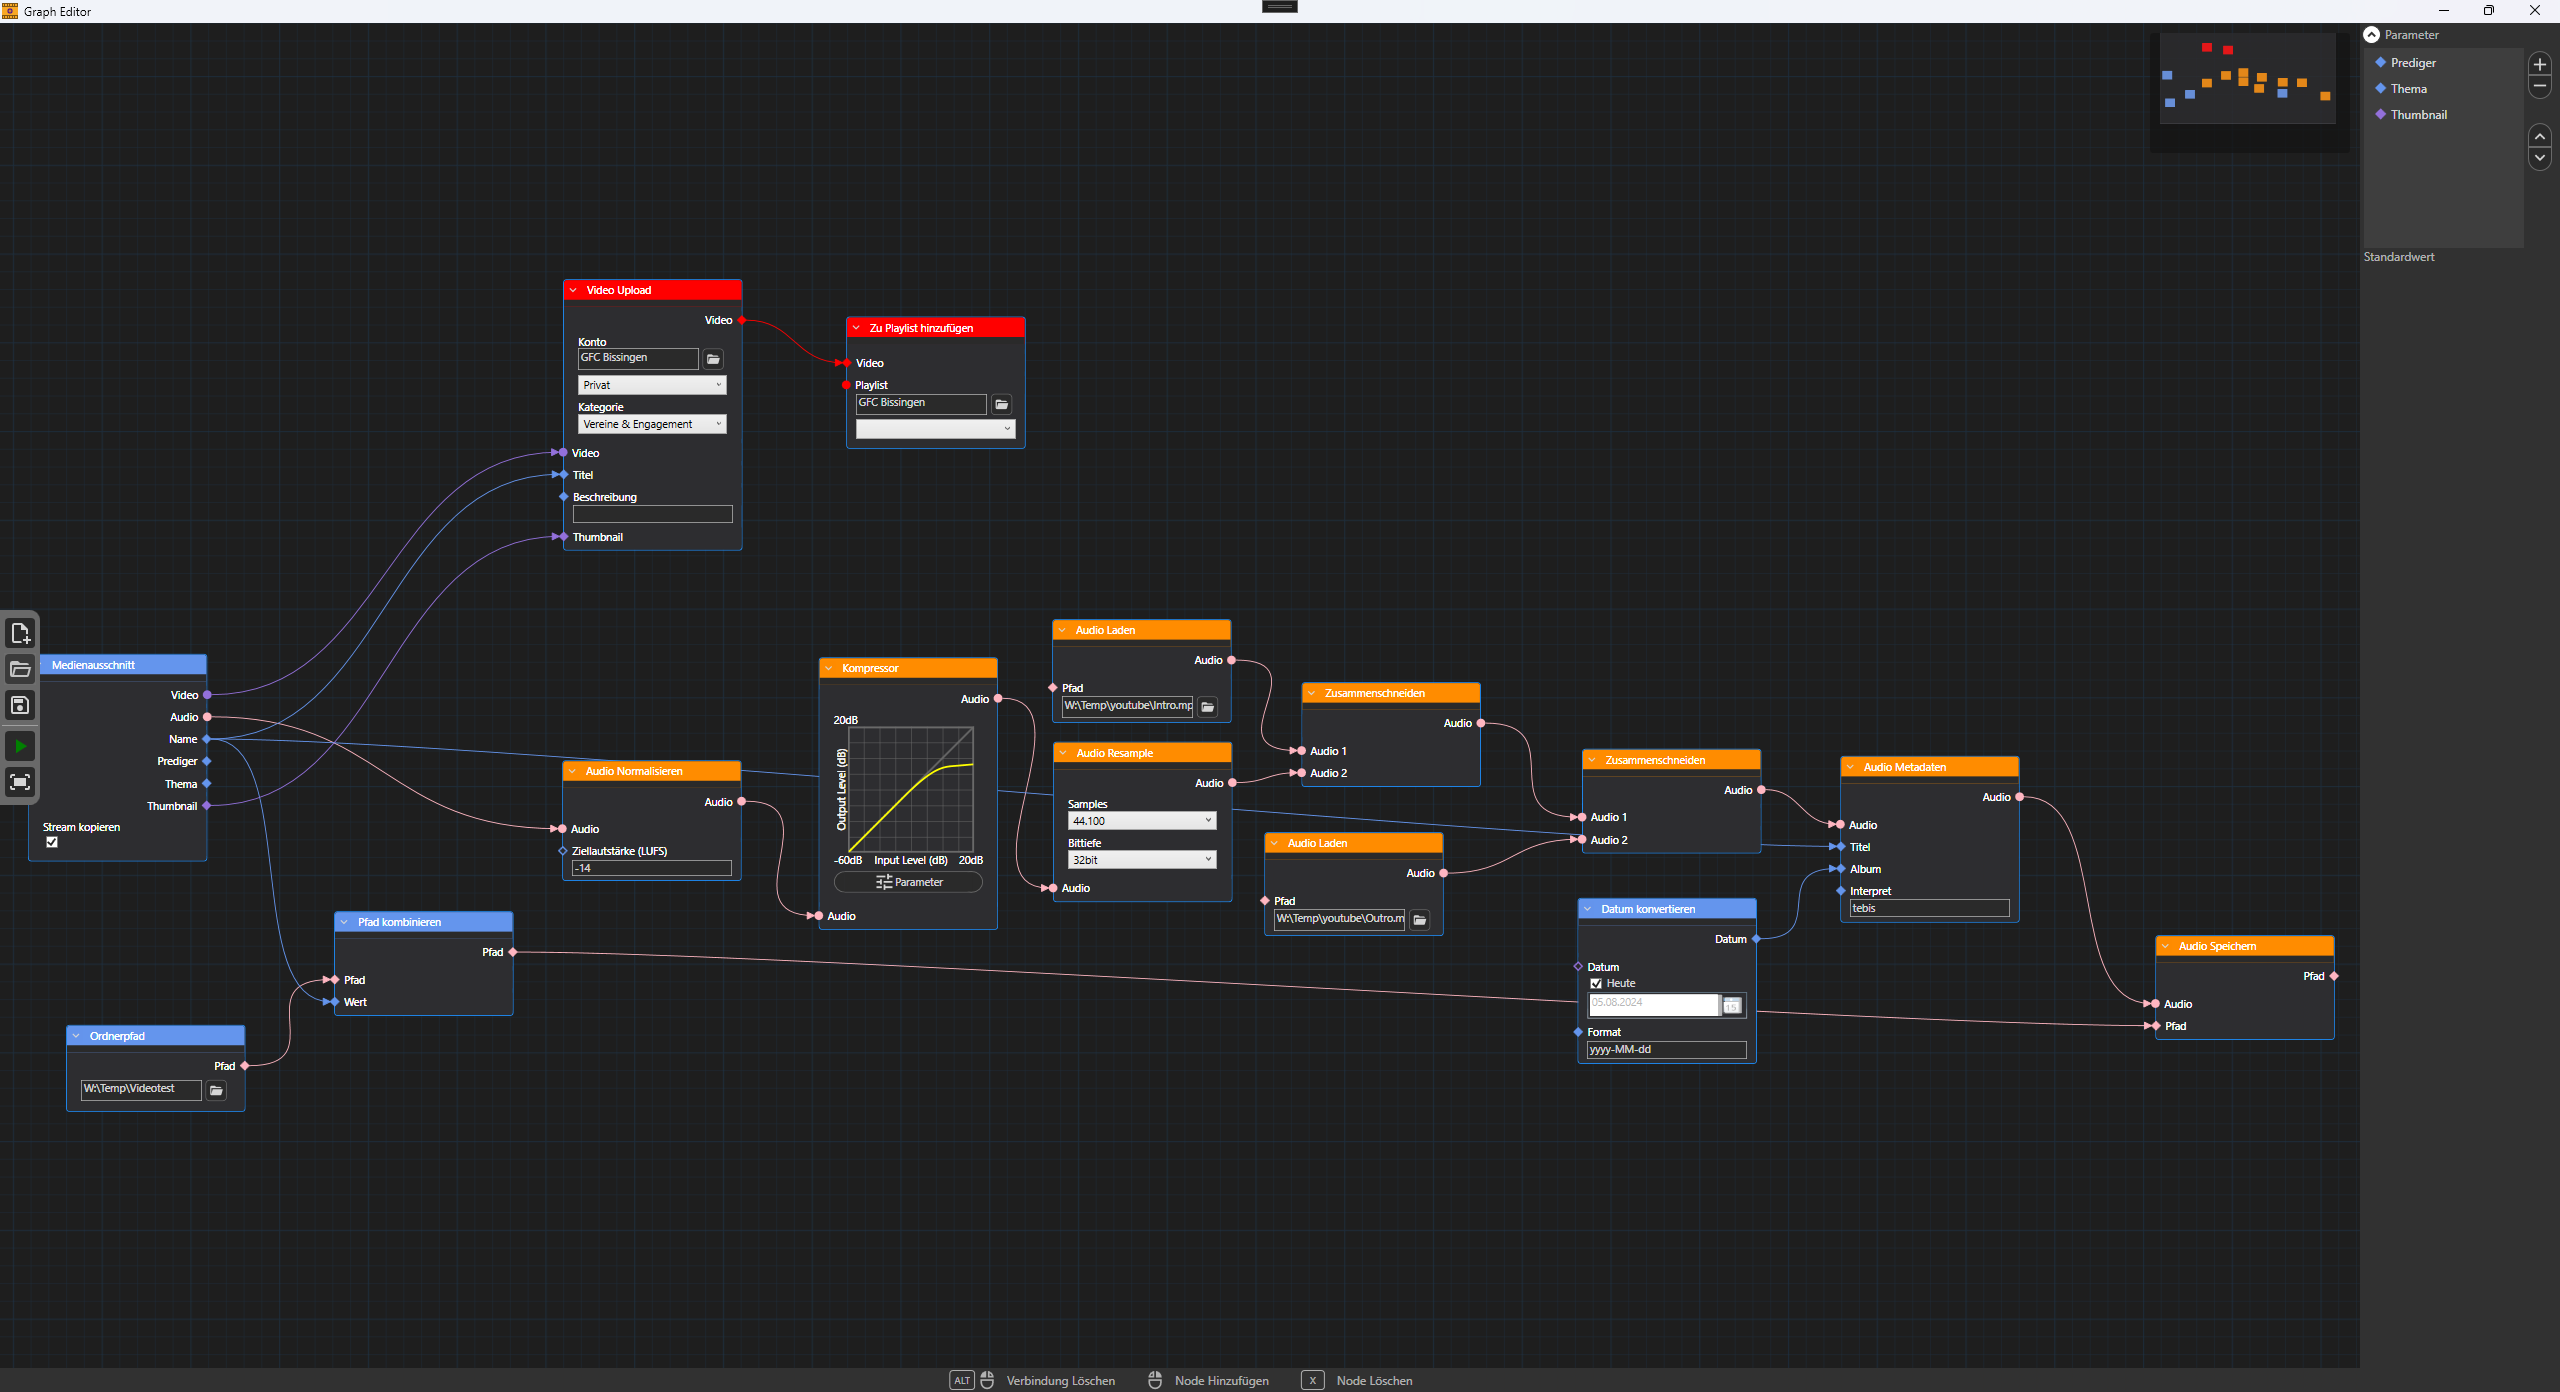 Graph Editor
Parameter
Prediger
Thema
Thumbnail
Standardwert
Video Upload
Video
Konto
GFC Bissingen
Privat
Kategorie
Vereine & Engagement
Video
Titel
Beschreibung
Thumbnail
Zu Playlist hinzufügen
Video
Playlist
GFC Bissingen
Medienausschnitt
Video
Audio
Name
Prediger
Thema
Thumbnail
Stream kopieren
Audio Normalisieren
Audio
Audio
Ziellautstärke (LUFS)
-14
Kompressor
Audio
20dB
Output Level (dB)
-60dB Input Level (dB) 20dB
Parameter
Audio
Audio Laden
Audio
Pfad
W:\Temp\youtube\Intro.mp
Audio Resample
Audio
Samples
44.100
Bittiefe
32bit
Audio
Zusammenschneiden
Audio
Audio 1
Audio 2
Audio Laden
Audio
Pfad
W:\Temp\youtube\Outro.m
Zusammenschneiden
Audio
Audio 1
Audio 2
Audio Metadaten
Audio
Audio
Titel
Album
Interpret
tebis
Datum konvertieren
Datum
Datum
Heute
05.08.2024
15
Format
yyyy-MM-dd
Audio Speichern
Pfad
Audio
Pfad
Pfad kombinieren
Pfad
Pfad
Wert
Ordnerpfad
Pfad
W:\Temp\Videotest
ALT Verbindung Löschen Node Hinzufügen X Node Löschen